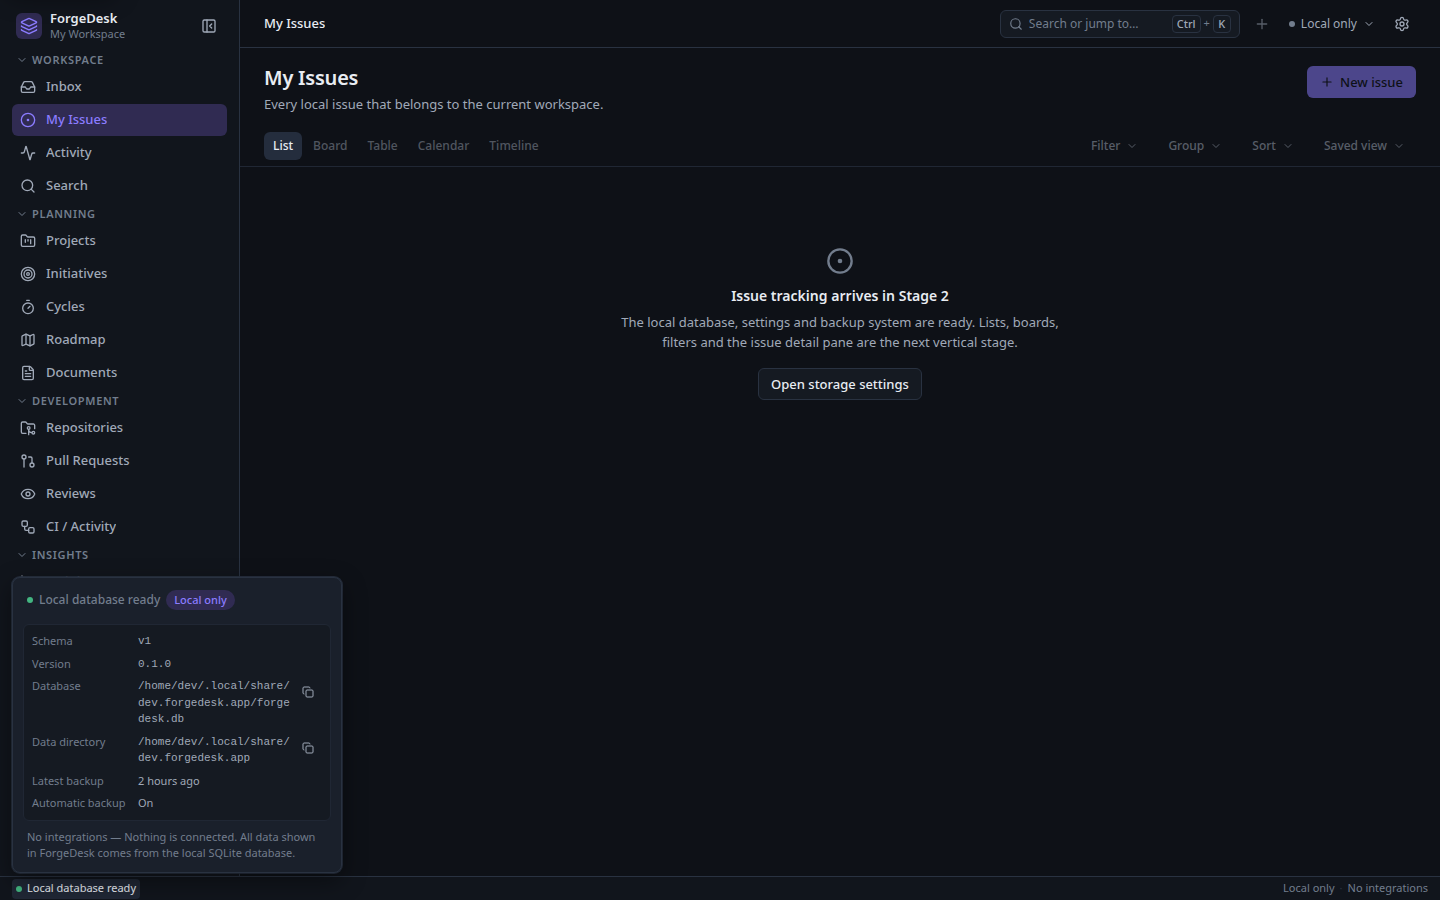 ForgeDesk
My Workspace
My Issues
Search or jump to...
Ctrl + K
Local only
WORKSPACE
Inbox
My Issues
Activity
Search
PLANNING
Projects
Initiatives
Cycles
Roadmap
Documents
DEVELOPMENT
Repositories
Pull Requests
Reviews
CI / Activity
INSIGHTS
My Issues
Every local issue that belongs to the current workspace.
New issue
List
Board
Table
Calendar
Timeline
Filter
Group
Sort
Saved view
Issue tracking arrives in Stage 2
The local database, settings and backup system are ready. Lists, boards,
filters and the issue detail pane are the next vertical stage.
Open storage settings
Local database ready
Local only
Schema
v1
Version
0.1.0
Database
/home/dev/.local/share/
dev.forgedesk.app/forge
desk.db
Data directory
/home/dev/.local/share/
dev.forgedesk.app
Latest backup
2 hours ago
Automatic backup
On
No integrations — Nothing is connected. All data shown
in ForgeDesk comes from the local SQLite database.
Local database ready
Local only · No integrations